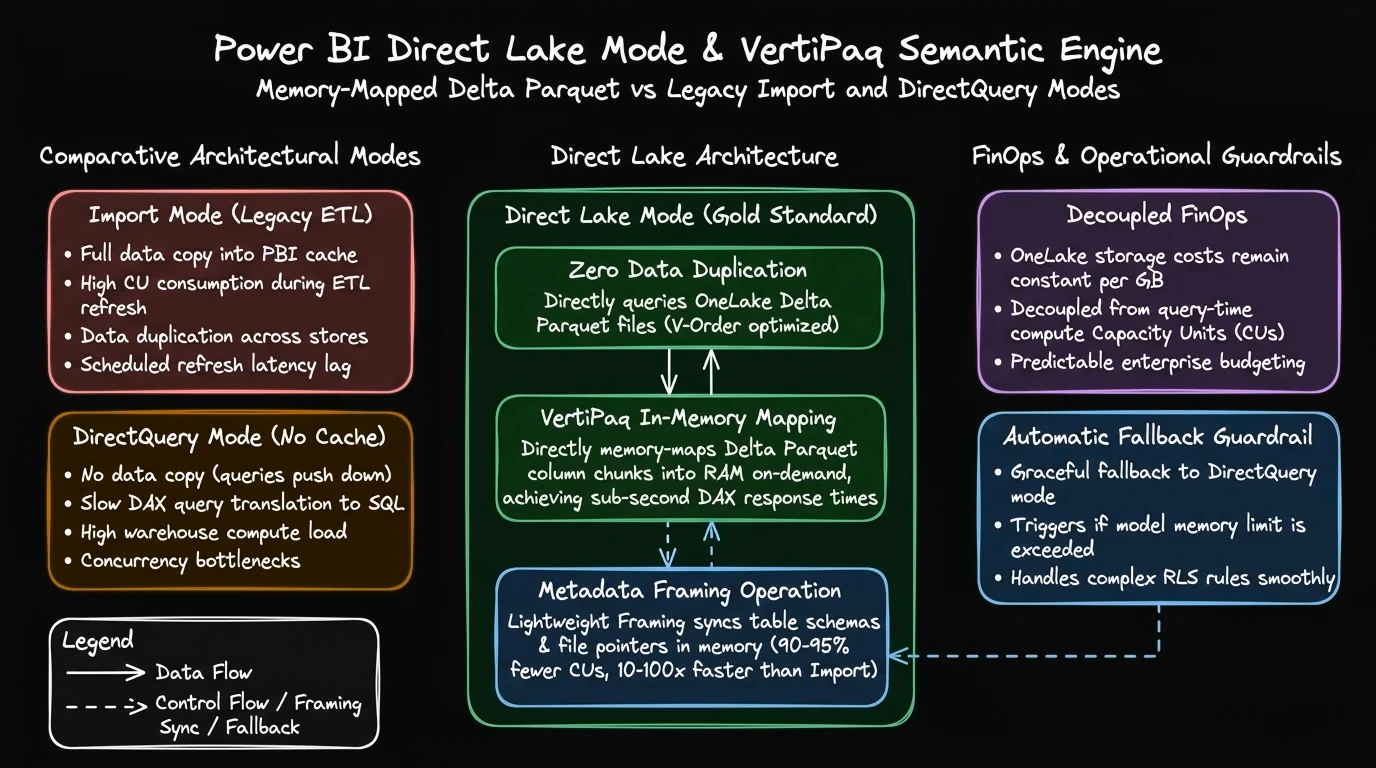 Power BI Direct Lake Mode & VertiPaq Semantic Engine
Memory-Mapped Delta Parquet vs Legacy Import and DirectQuery Modes
Comparative Architectural Modes
Import Mode (Legacy ETL)
• Full data copy into PBI cache
• High CU consumption during ETL
refresh
• Data duplication across stores
• Scheduled refresh latency lag
DirectQuery Mode (No Cache)
• No data copy (queries push down)
• Slow DAX query translation to SQL
• High warehouse compute load
• Concurrency bottlenecks
Legend
Data Flow
Control Flow / Framing
Sync / Fallback
Direct Lake Architecture
Direct Lake Mode (Gold Standard)
Zero Data Duplication
Directly queries OneLake Delta
Parquet files (V-Order optimized)
VertiPaq In-Memory Mapping
Directly memory-maps Delta Parquet
column chunks into RAM on-demand,
achieving sub-second DAX response times
Metadata Framing Operation
Lightweight Framing syncs table schemas
& file pointers in memory (90-95%
fewer CUs, 10-100x faster than Import)
FinOps & Operational Guardrails
Decoupled FinOps
• OneLake storage costs remain
constant per GB
• Decoupled from query-time
compute Capacity Units (CUs)
• Predictable enterprise budgeting
Automatic Fallback Guardrail
• Graceful fallback to DirectQuery
mode
• Triggers if model memory limit is
exceeded
• Handles complex RLS rules smoothly